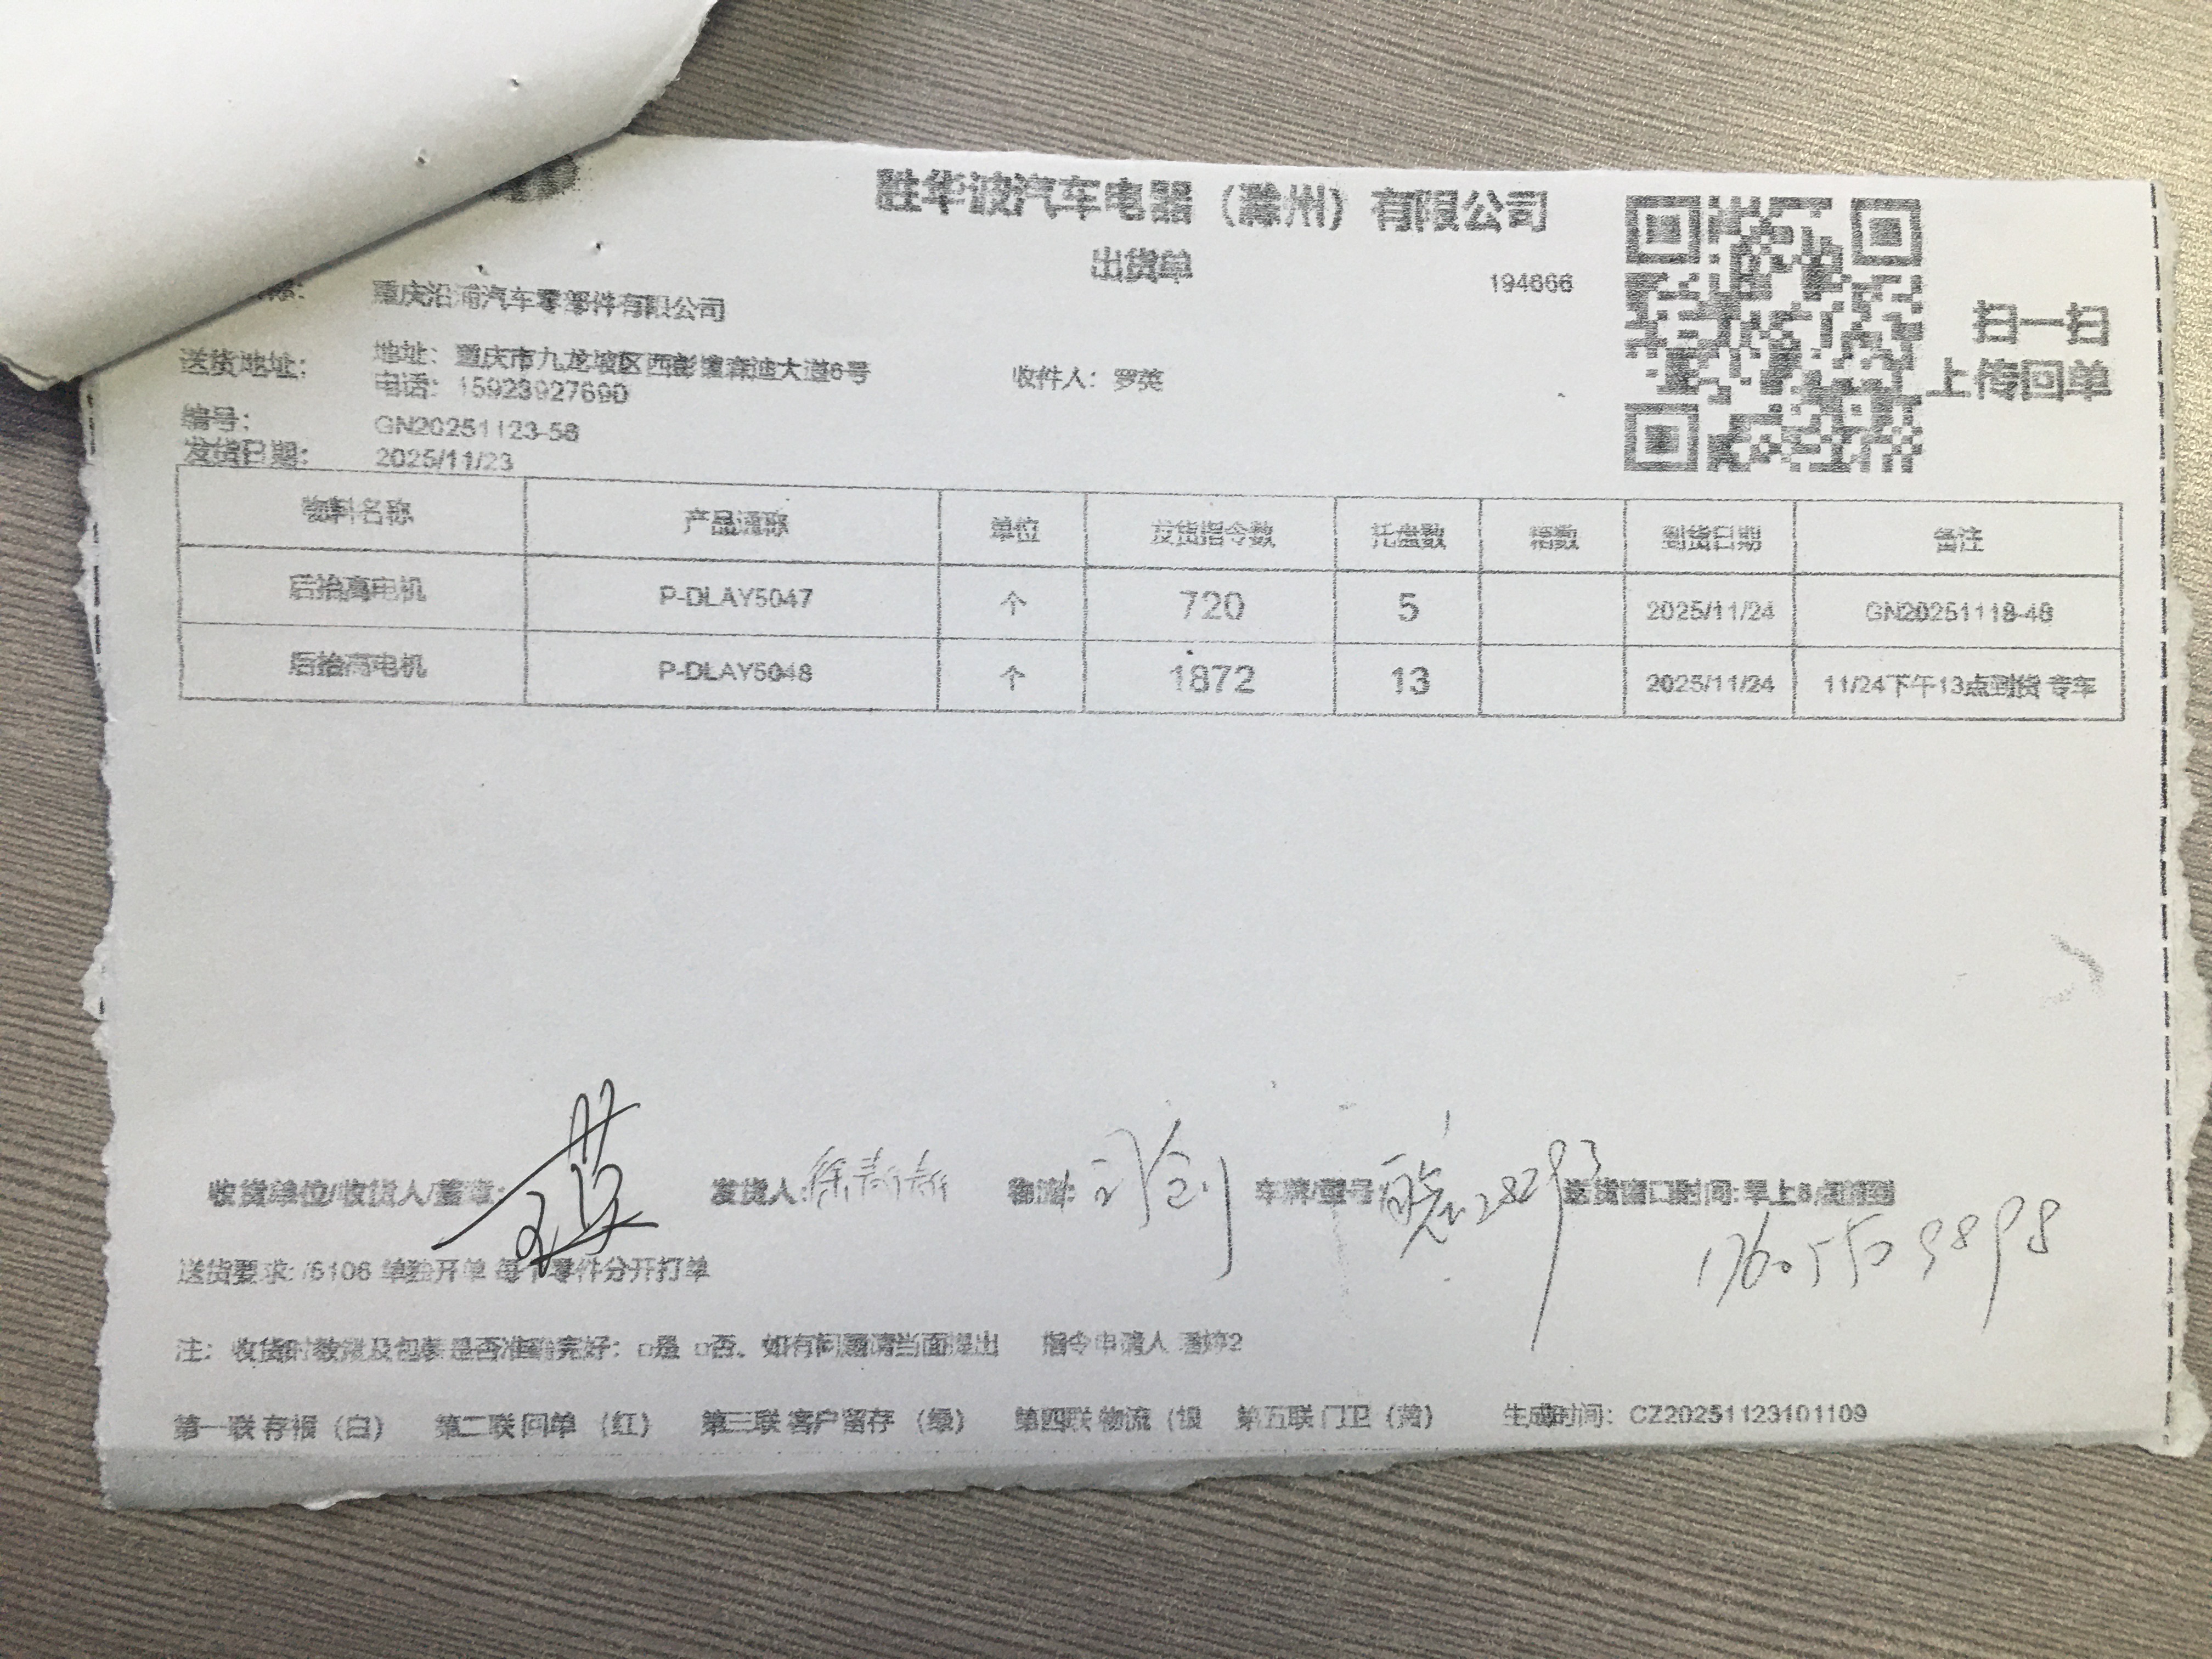 胜华波汽车电器（滁州）有限公司
出货单
194666
扫一扫
上传回单
称： 重庆沿浦汽车零部件有限公司
送货地址： 地址：重庆市九龙坡区西彭镇森迪大道6号 收件人：罗英
电话：15923927690
编号： GN20251123-58
发货日期： 2025/11/23
物料名称 产品通称 单位 发货指令数 托盘数 箱数 到货日期 备注
后抬高电机 P-DLAY5047 个 720 5 2025/11/24 GN20251118-46
后抬高电机 P-DLAY5048 个 1872 13 2025/11/24 11/24下午13点到货 专车
收货单位/收货人/签章： 发货人： 物流： 车牌/型号 送货窗口时间:早上8
17605509898
送货要求:/5106 单独开单 每个零件分开打单
注： 收货时数量及包装是否准确完好：□是 □否、如有问题请当面提出 指令申请人 潘婷2
第一联 存根（白） 第二联 回单 （红） 第三联 客户留存 （绿） 第四联 物流（银 第五联 门卫（黄） 生成时间： CZ20251123101109